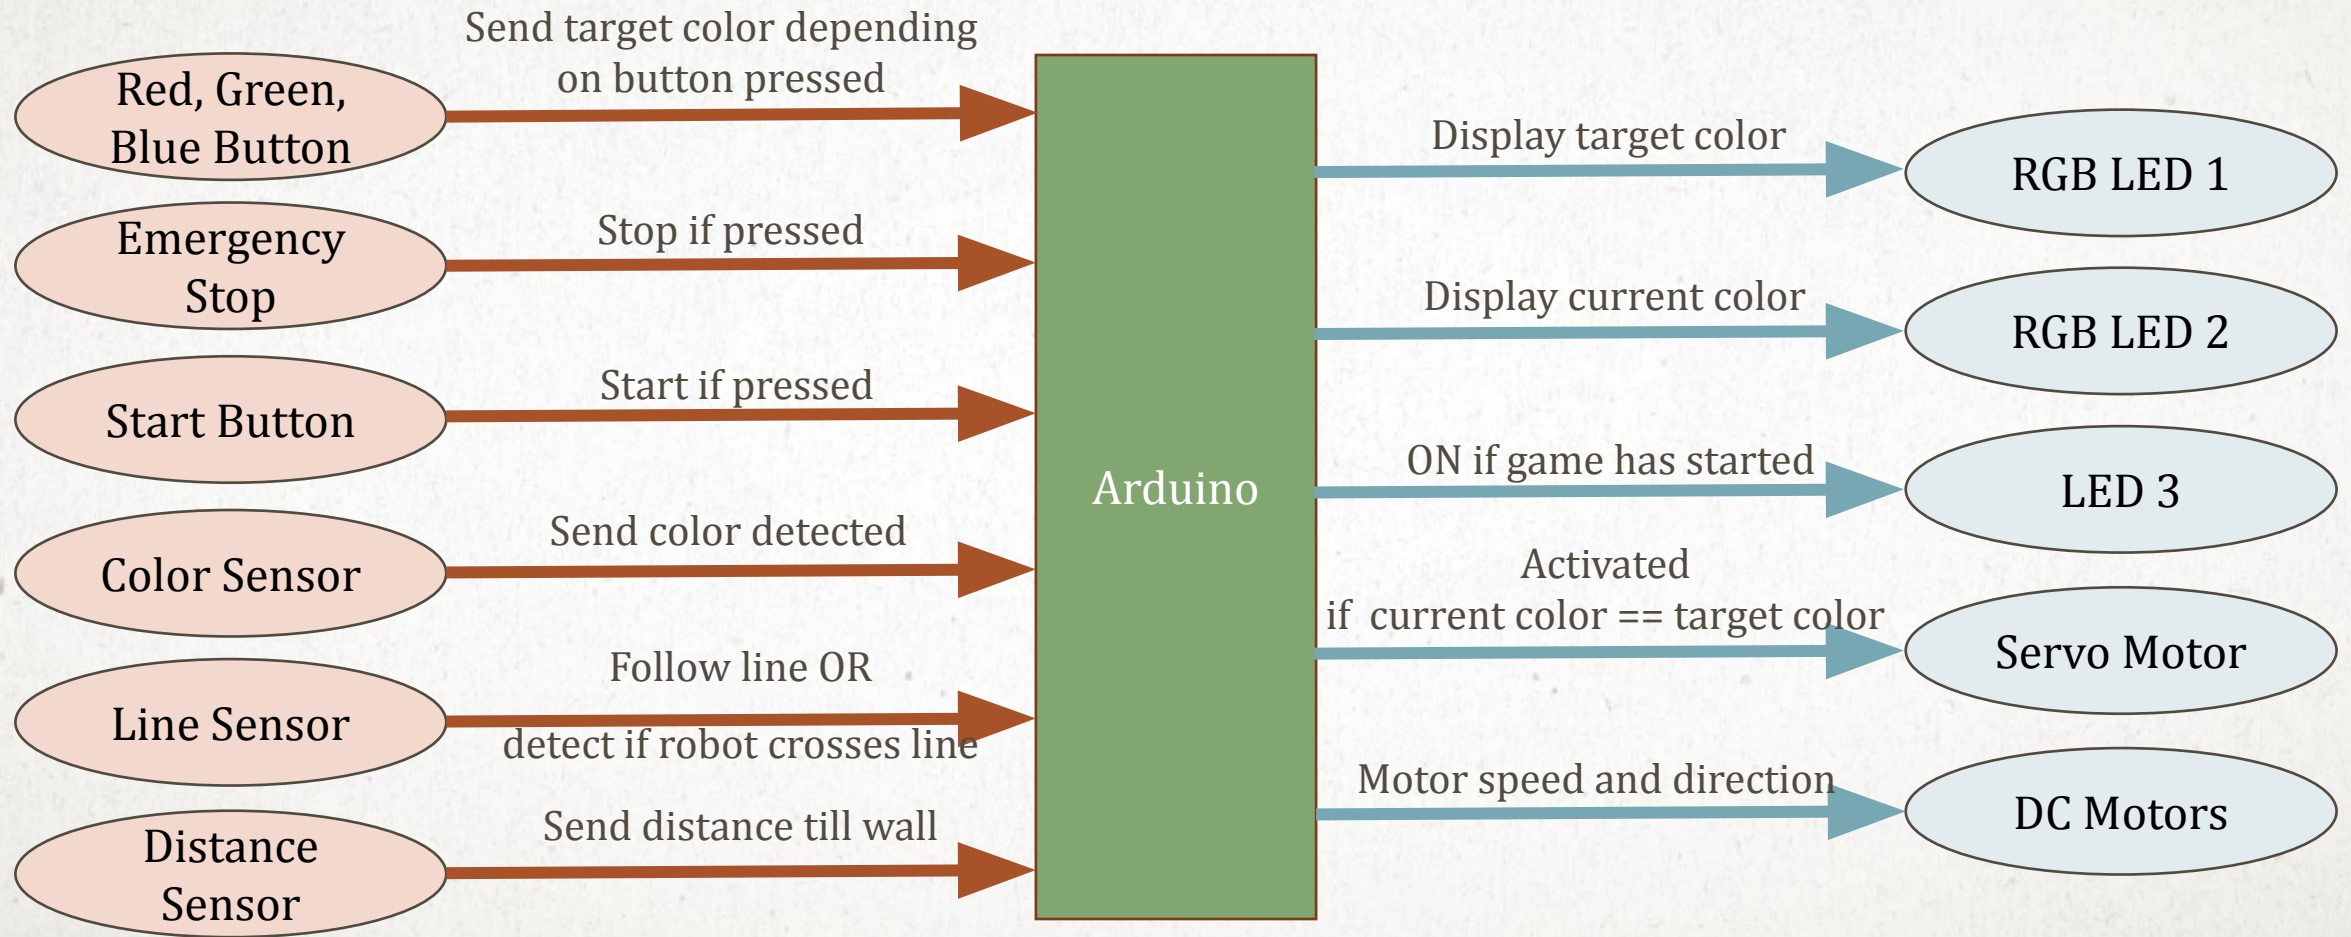 Send target color depending
on button pressed
Red, Green,
Blue Button
Emergency
Stop
Stop if pressed
Start Button
Start if pressed
Color Sensor
Send color detected
Line Sensor
Follow line OR
detect if robot crosses line
Distance
Sensor
Send distance till wall
Arduino
Display target color
RGB LED 1
Display current color
RGB LED 2
ON if game has started
LED 3
Activated
if  current color == target color
Servo Motor
Motor speed and direction
DC Motors